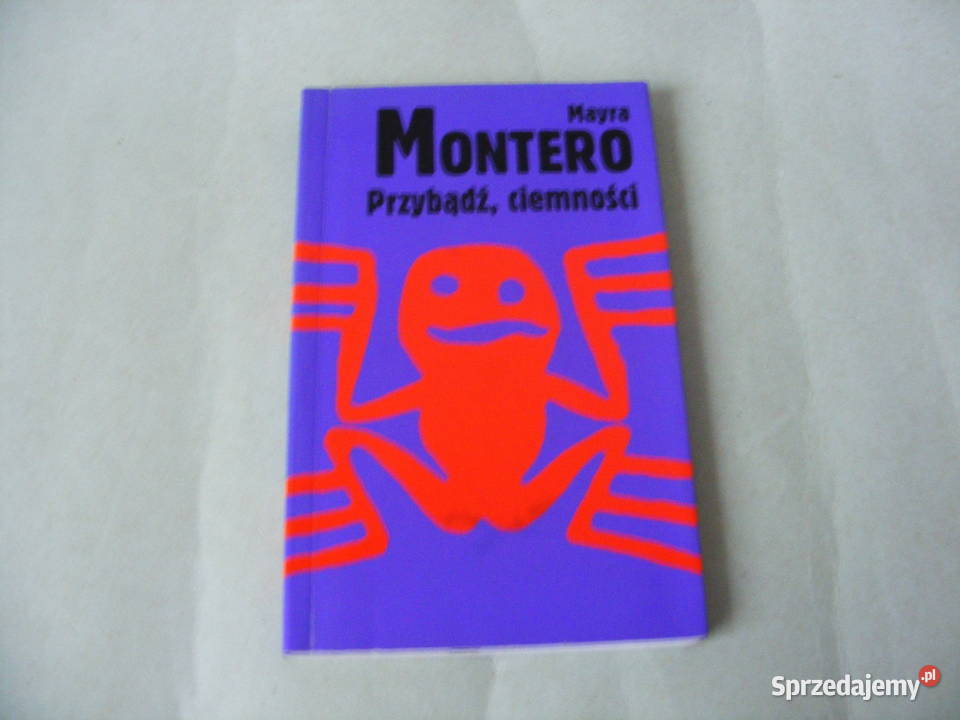 Mayra
MONTERO
Przybądź, ciemności
Sprzedajemy.pl